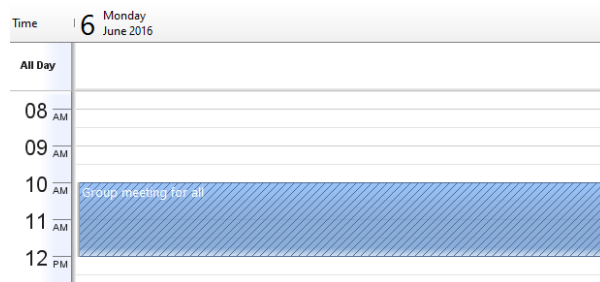 Time
6 Monday
June 2016
All Day
08 AM
09 AM
10 AM
Group meeting for all
11 AM
12 PM